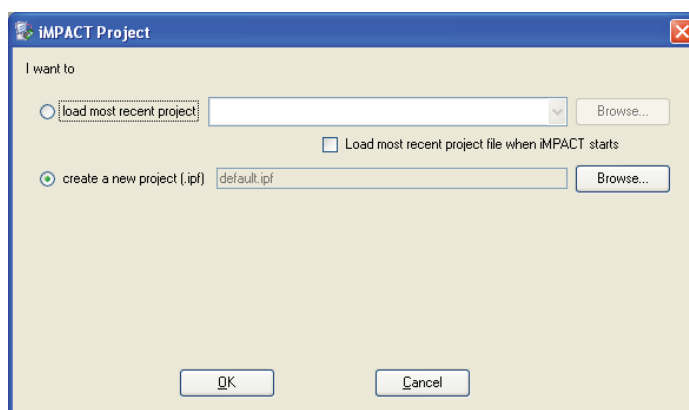 iMPACT Project
I want to
load most recent project Browse...
Load most recent project file when iMPACT starts
create a new project (.ipf) default.ipf Browse...
OK Cancel